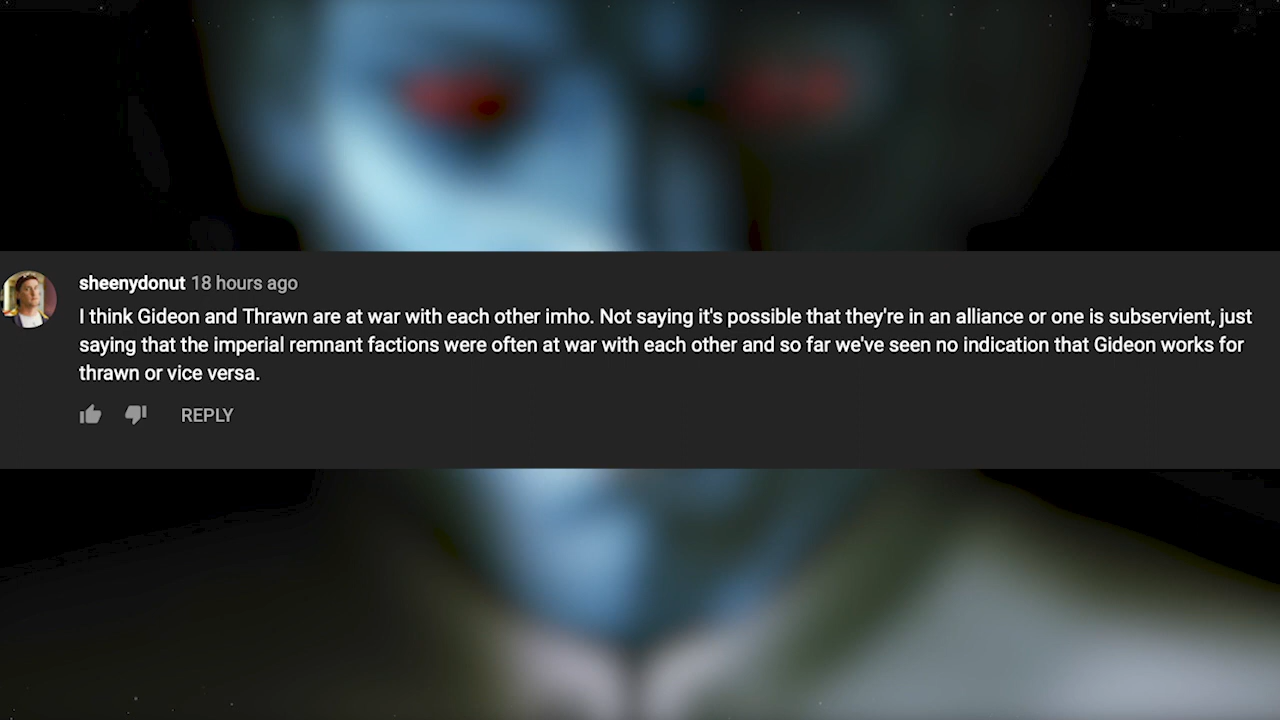 sheenydonut 18 hours ago
I think Gideon and Thrawn are at war with each other imho. Not saying it's possible that they're in an alliance or one is subservient, just
saying that the imperial remnant factions were often at war with each other and so far we've seen no indication that Gideon works for
thrawn or vice versa.
REPLY